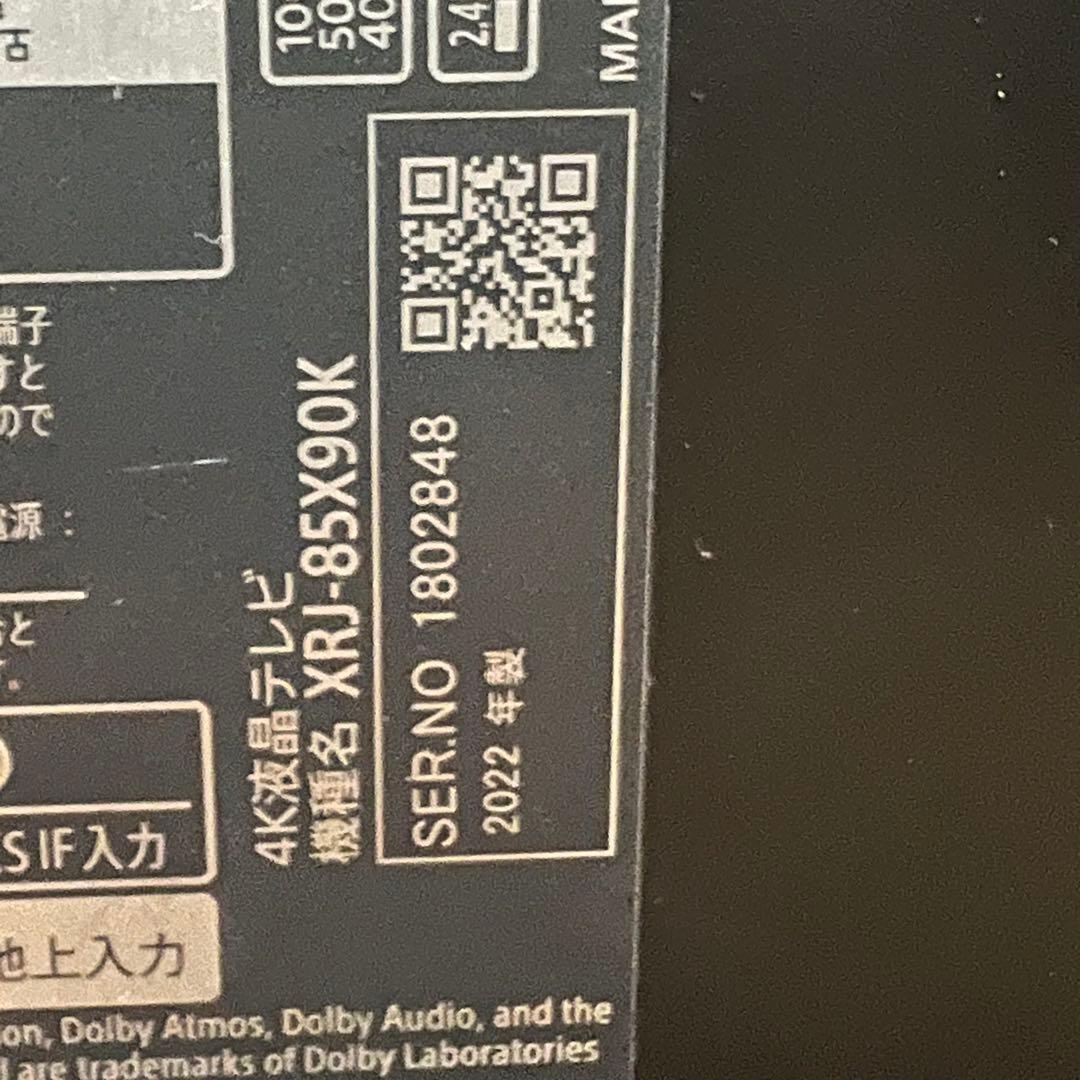 4K液晶テレビ
機種名 XRJ-85X90K
SER.NO 1802848
2022 年製
端子
すと
ので
電源：
と
IF入力
地上入力
on, Dolby Atmos, Dolby Audio, and the
are trademarks of Dolby Laboratories